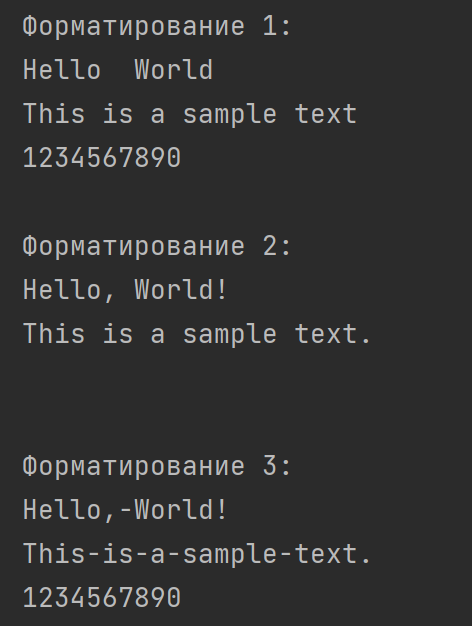 Форматирование 1:
Hello  World
This is a sample text
1234567890
Форматирование 2:
Hello, World!
This is a sample text.
Форматирование 3:
Hello,-World!
This-is-a-sample-text.
1234567890